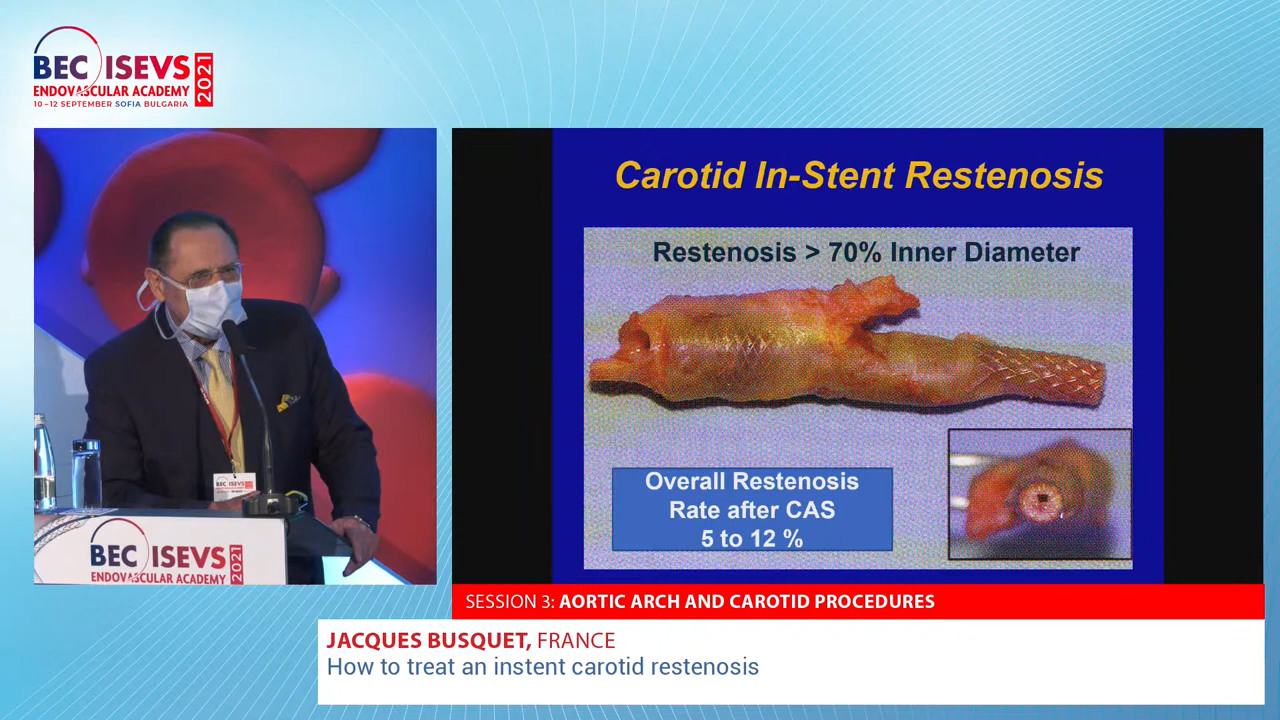 BEC ISEVS 2021
ENDOVASCULAR ACADEMY
10 – 12 SEPTEMBER SOFIA BULGARIA
Carotid In-Stent Restenosis
Restenosis > 70% Inner Diameter
Overall Restenosis
Rate after CAS
5 to 12 %
BEC ISEVS
BEC ISEVS 2021
ENDOVASCULAR ACADEMY
SESSION 3: AORTIC ARCH AND CAROTID PROCEDURES
JACQUES BUSQUET, FRANCE
How to treat an instent carotid restenosis